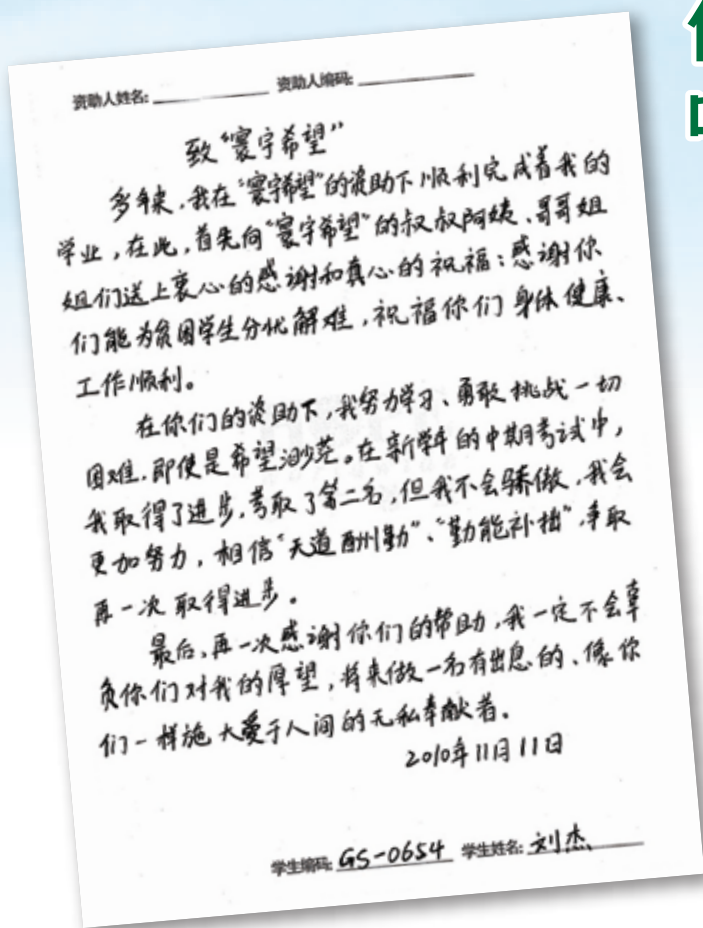 资助人姓名: 资助人编码:
致“寰宇希望”
多年来，我在“寰宇希望”的资助下顺利完成着我的
学业，在此，首先向“寰宇希望”的叔叔阿姨、哥哥姐
姐们送上衷心的感谢和真心的祝福：感谢你
们能为贫困学生分忧解难，祝福你们身体健康、
工作顺利。
在你们的资助下，我努力学习、勇敢挑战一切
困难，即使是希望渺茫。在新学年的中期考试中，
我取得了进步，考取了第二名，但我不会骄傲，我会
更加努力，相信“天道酬勤”、“勤能补拙”，争取
再一次取得进步。
最后，再一次感谢你们的帮助，我一定不会辜
负你们对我的厚望，将来做一名有出息的、像你
们一样施大爱于人间的无私奉献者。
2010年11月11日
学生编码: GS-0654 学生姓名: 刘杰